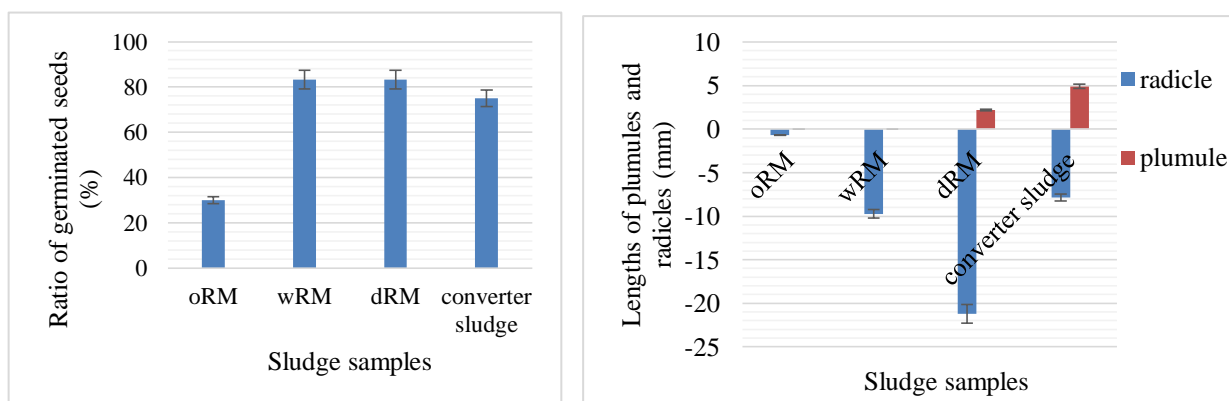 100
80
60
40
20
0
Ratio of germinated seeds
(%)
oRM wRM dRM converter
sludge
Sludge samples
10
5
0
-5
-10
-15
-20
-25
Lengths of plumules and
radicles (mm)
oRM wRM dRM converter sludge
Sludge samples
radicle
plumule